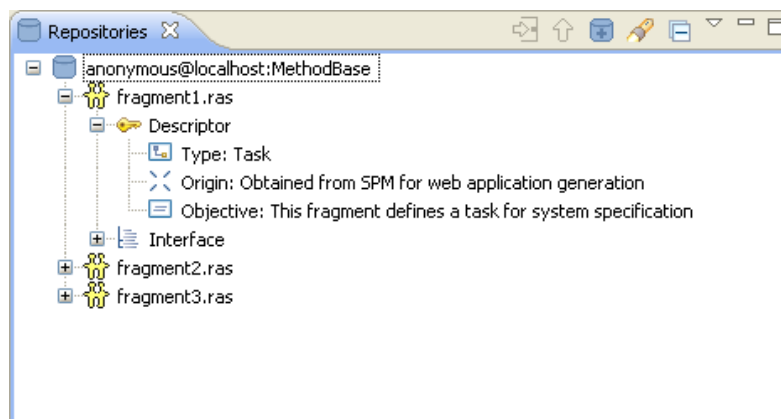 Repositories
anonymous@localhost:MethodBase
fragment1.ras
Descriptor
Type: Task
Origin: Obtained from SPM for web application generation
Objective: This fragment defines a task for system specification
Interface
fragment2.ras
fragment3.ras